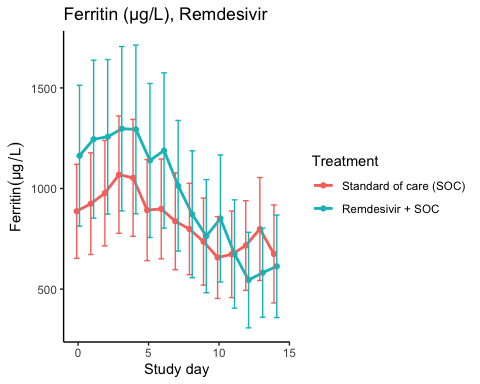 Ferritin (µg/L), Remdesivir
Ferritin(µg/L)
1500
1000
500
0
5
10
15
Study day
Treatment
Standard of care (SOC)
Remdesivir + SOC